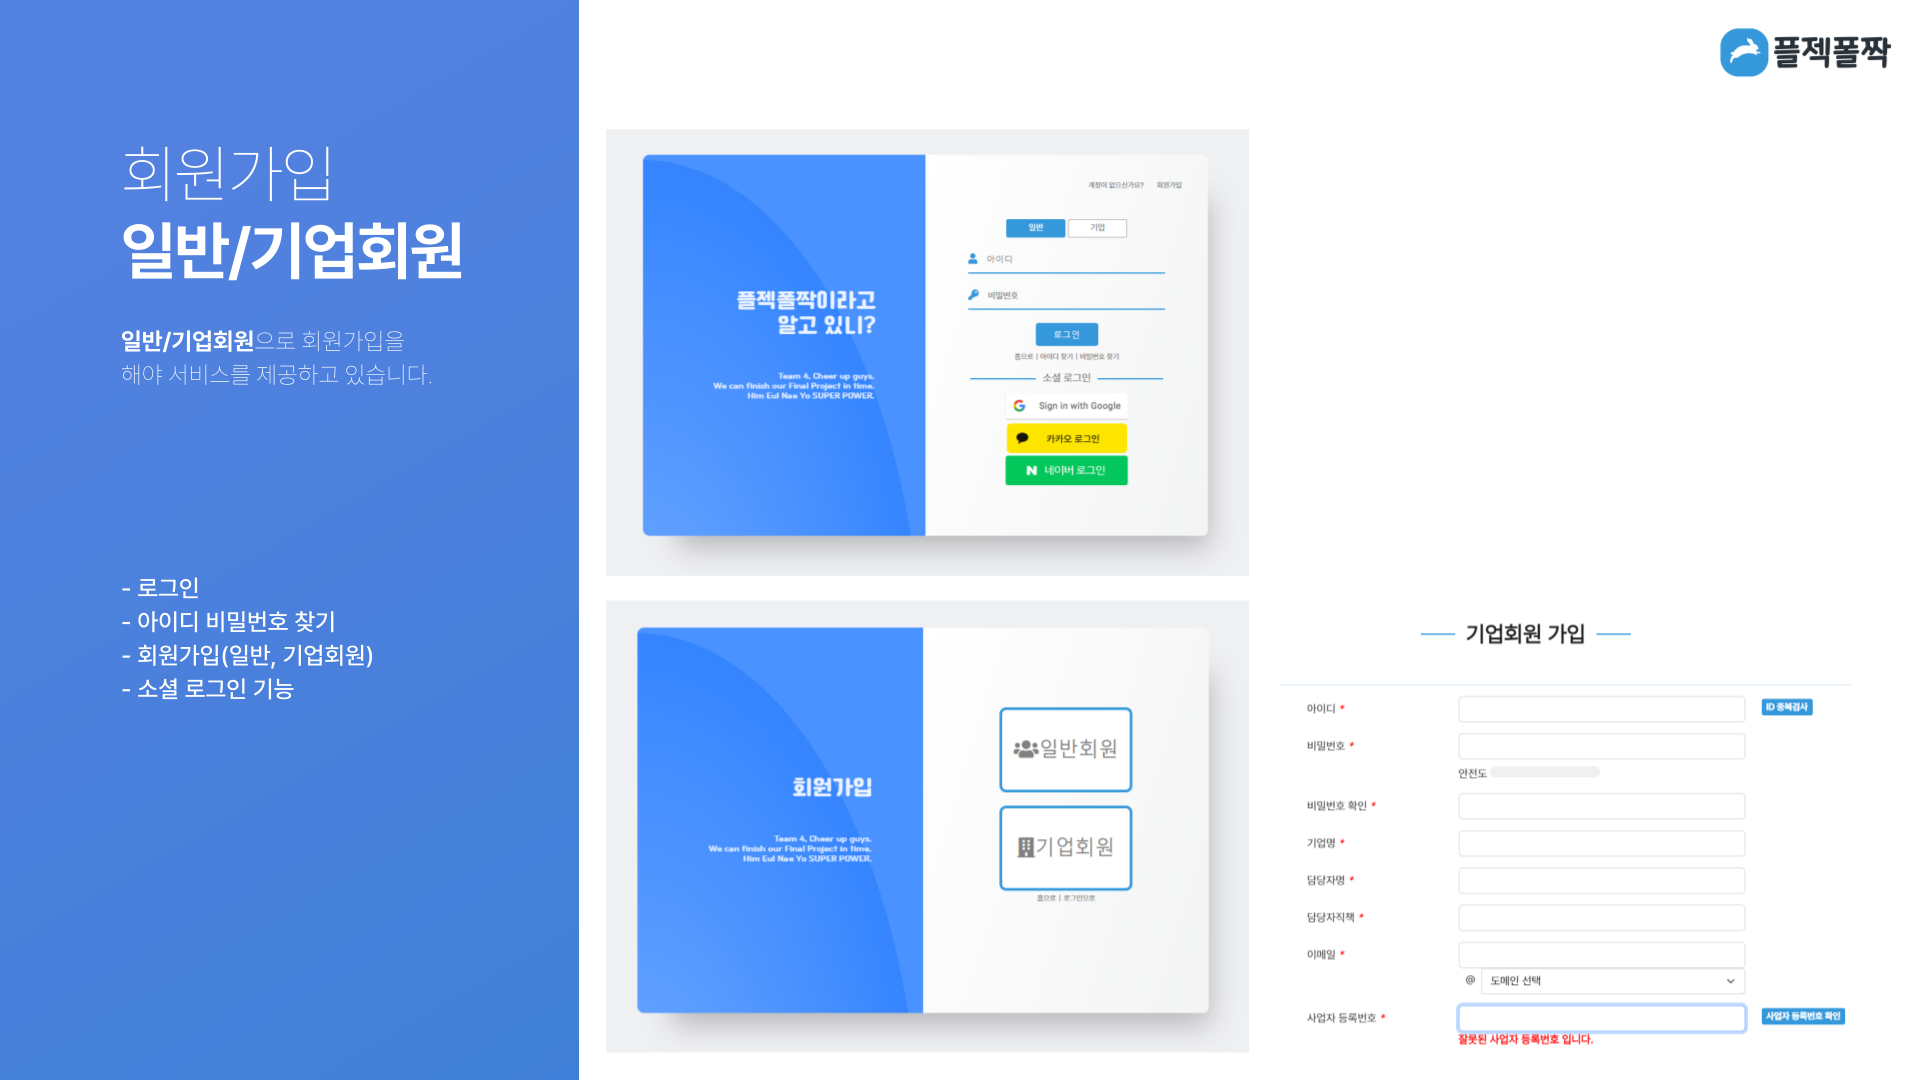 플젝폴짝
회원가입
일반/기업회원
일반/기업회원으로 회원가입을
해야 서비스를 제공하고 있습니다.
- 로그인
- 아이디 비밀번호 찾기
- 회원가입(일반, 기업회원)
- 소셜 로그인 기능
계정이 없으신가요? 회원가입
일반 기업
아이디
비밀번호
플젝폴짝이라고
알고 있니?
Team 4, Cheer up guys.
We can finish our Final Project in time.
Him Eul Nae Yo SUPER POWER.
로그인
홈으로 | 아이디 찾기 | 비밀번호 찾기
소셜 로그인
Sign in with Google
카카오 로그인
네이버 로그인
회원가입
Team 4, Cheer up guys.
We can finish our Final Project in time.
Him Eul Nae Yo SUPER POWER.
일반회원
기업회원
홈으로 | 로그인으로
기업회원 가입
아이디 *
ID 중복검사
비밀번호 *
안전도
비밀번호 확인 *
기업명 *
담당자명 *
담당자직책 *
이메일 *
@ 도메인 선택
사업자 등록번호 *
사업자 등록번호 확인
잘못된 사업자 등록번호 입니다.